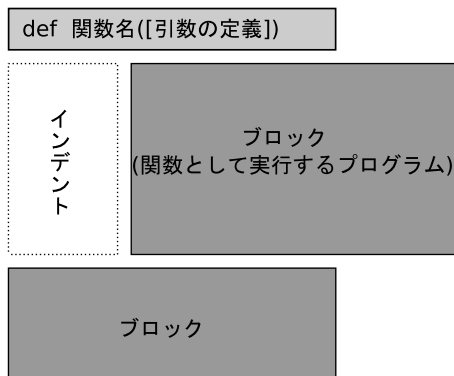 def 関数名([引数の定義])
インデント
ブロック
(関数として実行するプログラム)
ブロック